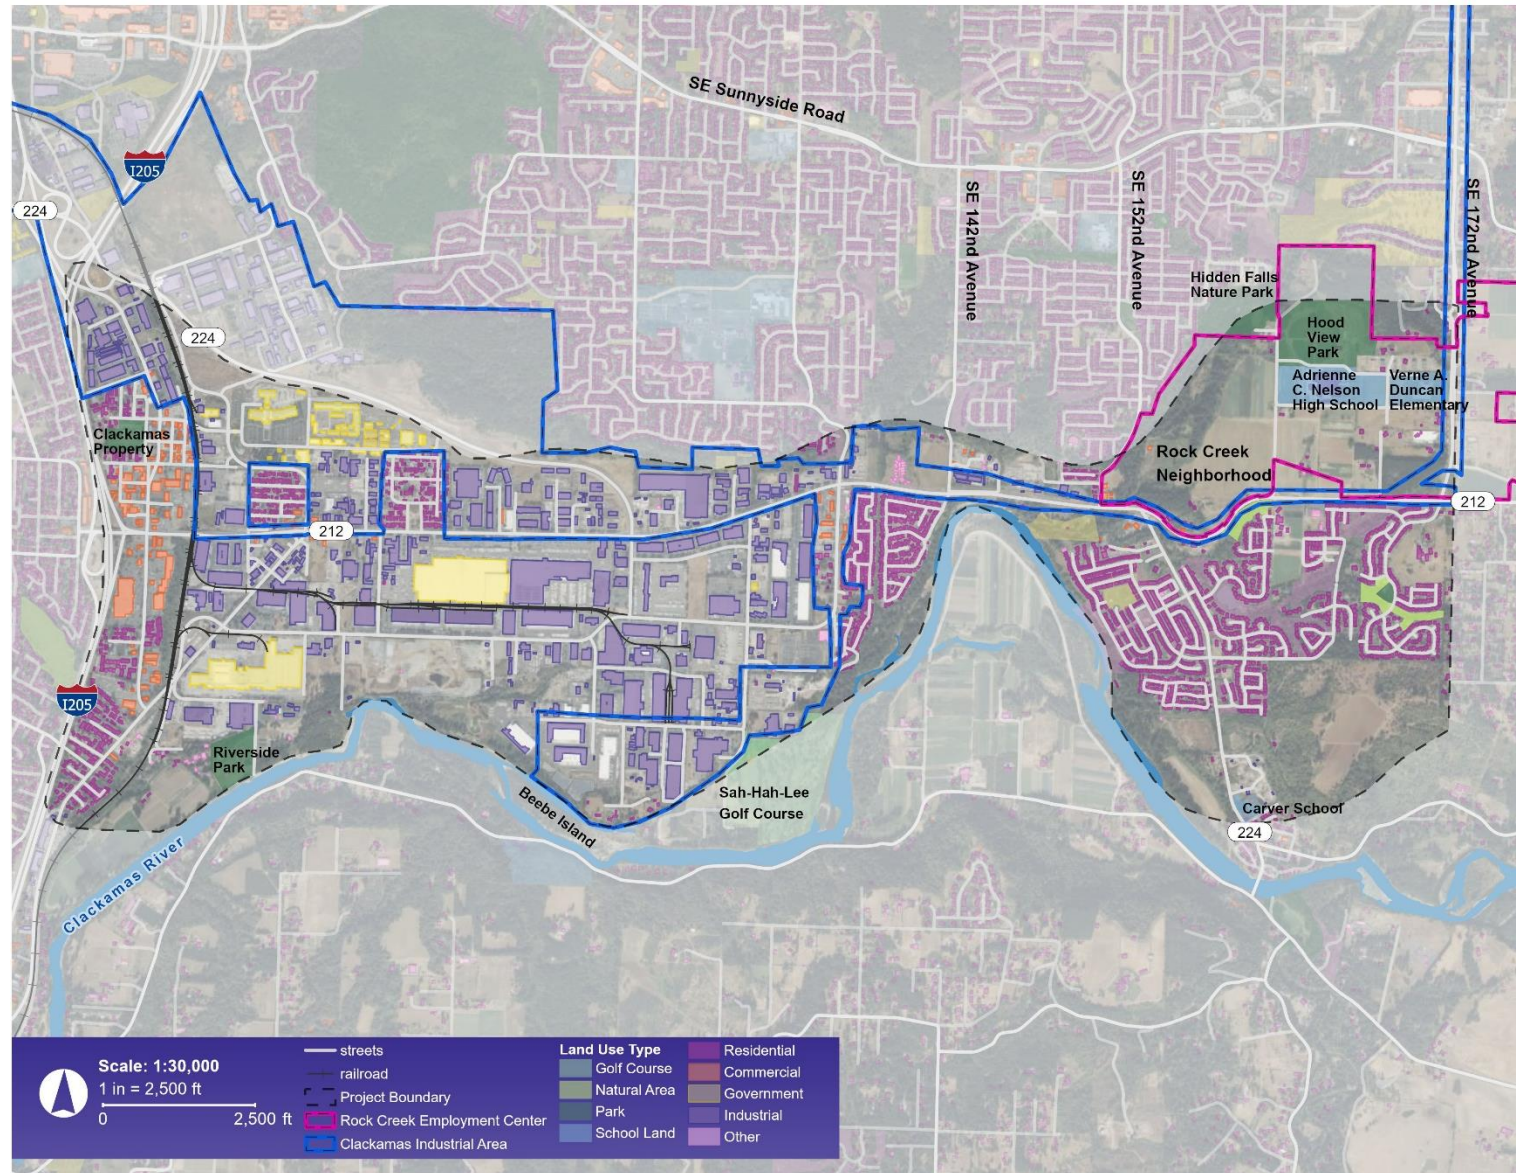 SE Sunnyside Road
I205
224
SE 142nd Avenue
SE 152nd Avenue
SE 172nd Avenue
Hidden Falls
Nature Park
224
Hood
View
Park
Adrienne
C. Nelson
High School
Verne A.
Duncan
Elementary
Clackamas
Property
Rock Creek
Neighborhood
212
212
I205
Riverside
Park
Beebe Island
Sah-Hah-Lee
Golf Course
Carver School
224
Clackamas River
Scale: 1:30,000
1 in = 2,500 ft
0 2,500 ft
streets
railroad
Project Boundary
Rock Creek Employment Center
Clackamas Industrial Area
Land Use Type
Golf Course
Natural Area
Park
School Land
Residential
Commercial
Government
Industrial
Other